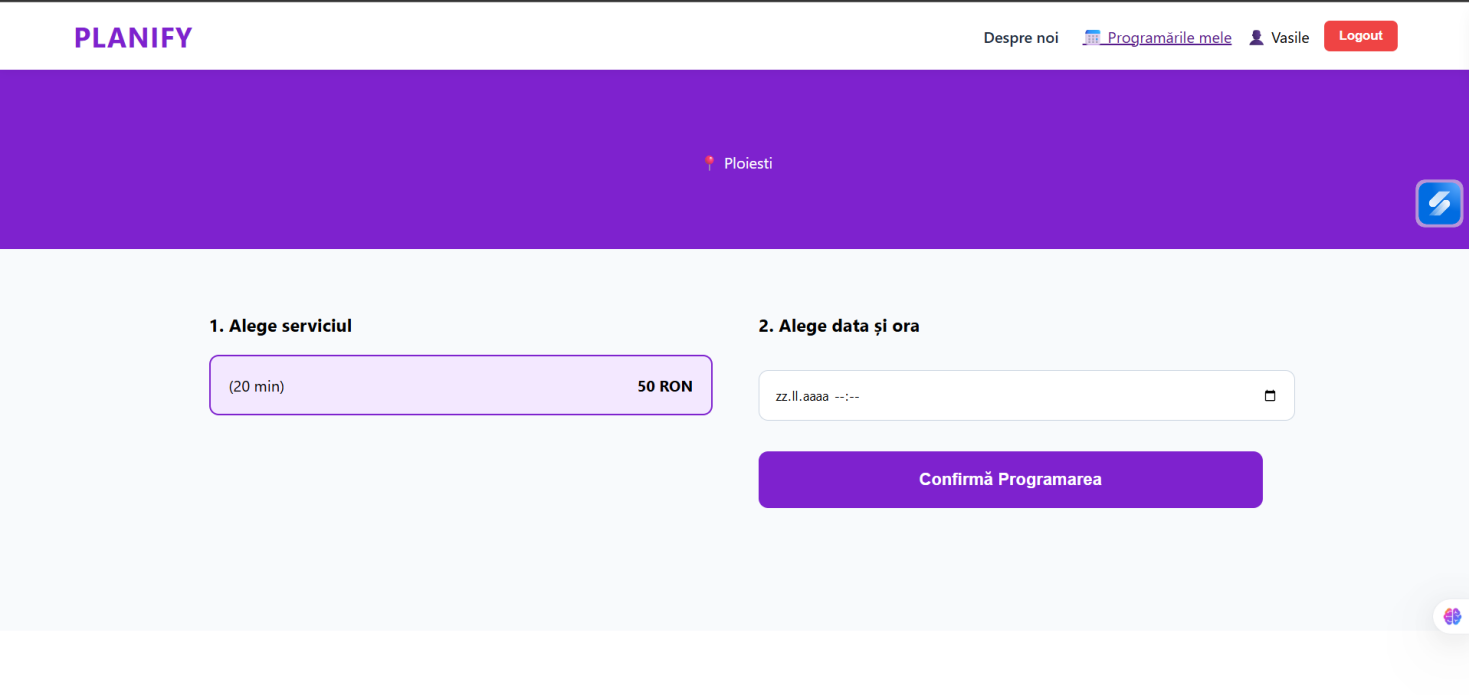 PLANIFY
Despre noi
Programările mele
Vasile
Logout
Ploiesti
1. Alege serviciul
(20 min)
50 RON
2. Alege data și ora
zz.ll.aaaa --:--
Confirmă Programarea